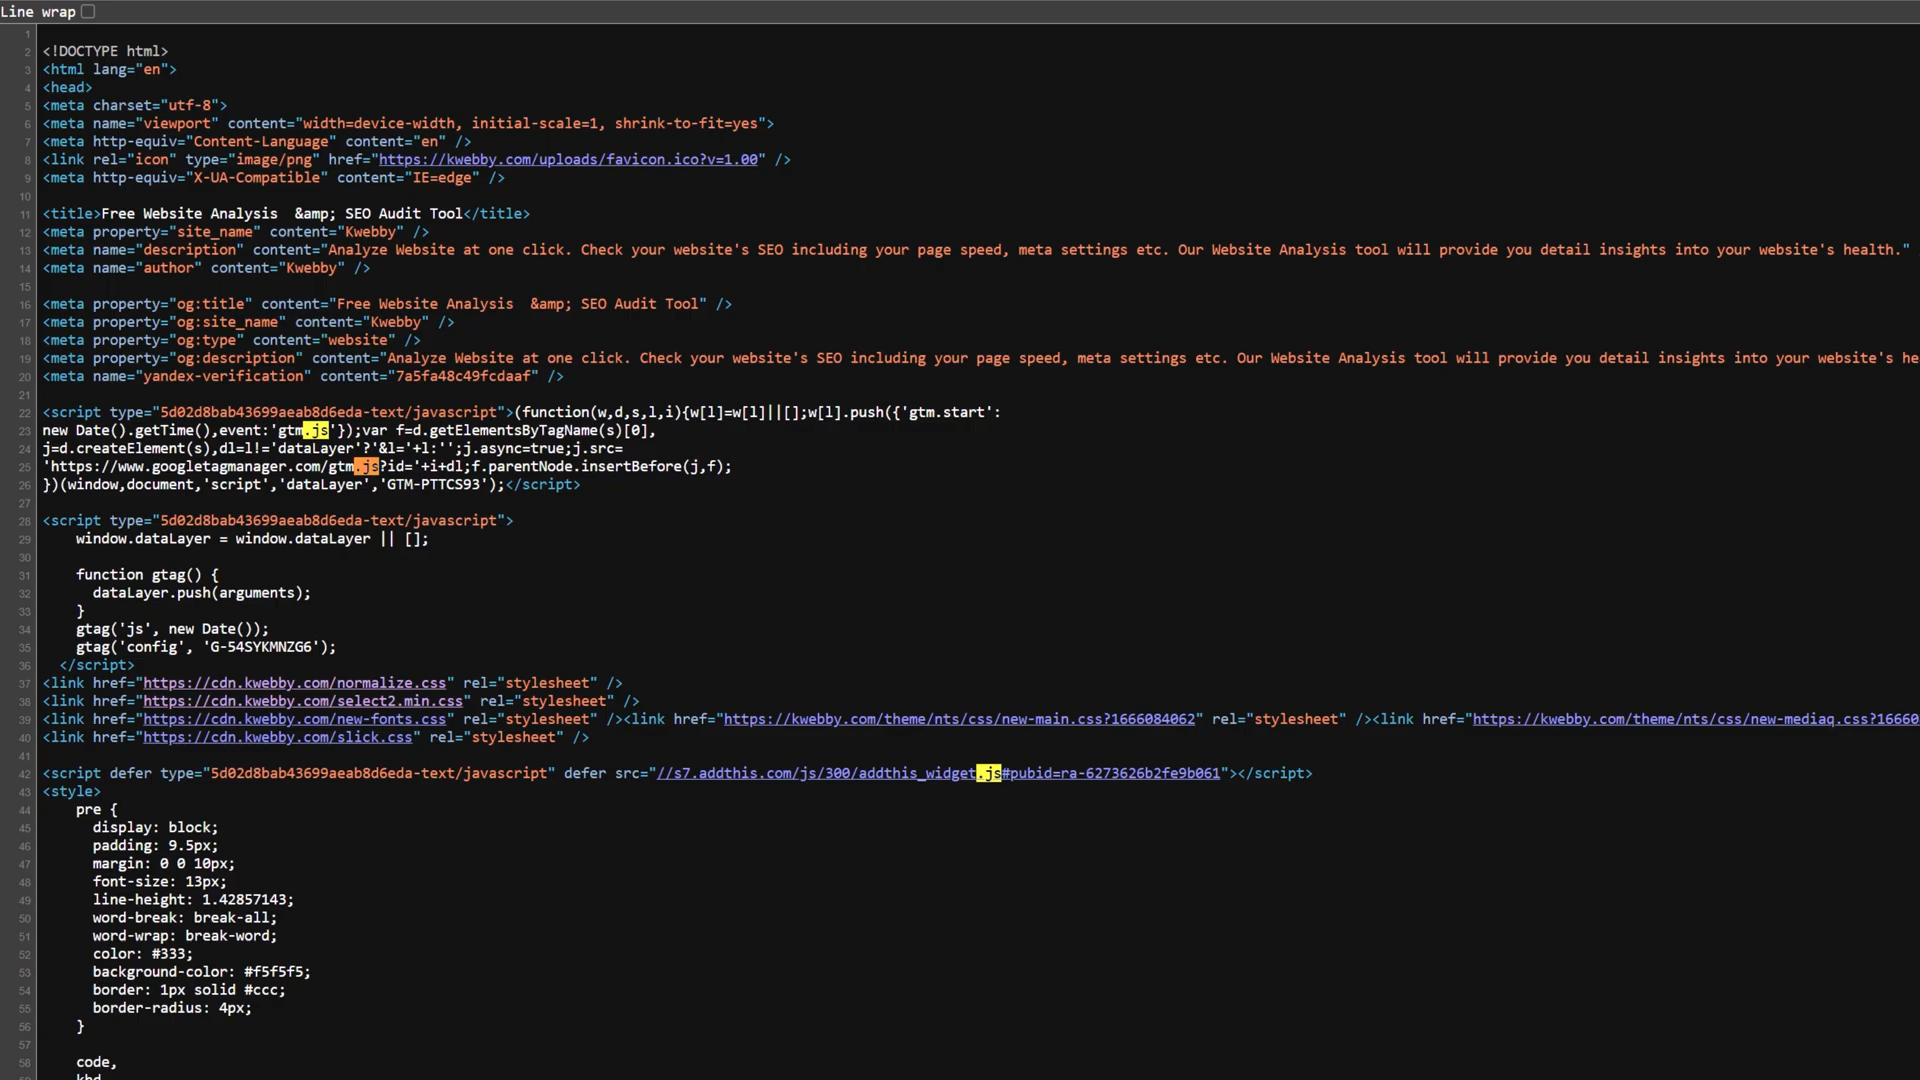 Line wrap
1
2 <!DOCTYPE html>
3 <html lang="en">
4 <head>
5 <meta charset="utf-8">
6 <meta name="viewport" content="width=device-width, initial-scale=1, shrink-to-fit=yes">
7 <meta http-equiv="Content-Language" content="en" />
8 <link rel="icon" type="image/png" href="https://kwebby.com/uploads/favicon.ico?v=1.00" />
9 <meta http-equiv="X-UA-Compatible" content="IE=edge" />
10
11 <title>Free Website Analysis  &amp; SEO Audit Tool</title>
12 <meta property="site_name" content="Kwebby" />
13 <meta name="description" content="Analyze Website at one click. Check your website's SEO including your page speed, meta settings etc. Our Website Analysis tool will provide you detail insights into your website's health."
14 <meta name="author" content="Kwebby" />
15
16 <meta property="og:title" content="Free Website Analysis  &amp; SEO Audit Tool" />
17 <meta property="og:site_name" content="Kwebby" />
18 <meta property="og:type" content="website" />
19 <meta property="og:description" content="Analyze Website at one click. Check your website's SEO including your page speed, meta settings etc. Our Website Analysis tool will provide you detail insights into your website's he
20 <meta name="yandex-verification" content="7a5fa48c49fcdaaf" />
21
22 <script type="5d02d8bab43699aeab8d6eda-text/javascript">(function(w,d,s,l,i){w[l]=w[l]||[];w[l].push({'gtm.start':
23 new Date().getTime(),event:'gtm.js'});var f=d.getElementsByTagName(s)[0],
24 j=d.createElement(s),dl=l!='dataLayer'?'&l='+l:'';j.async=true;j.src=
25 'https://www.googletagmanager.com/gtm.js?id='+i+dl;f.parentNode.insertBefore(j,f);
26 })(window,document,'script','dataLayer','GTM-PTTCS93');</script>
27
28 <script type="5d02d8bab43699aeab8d6eda-text/javascript">
29     window.dataLayer = window.dataLayer || [];
30
31     function gtag() {
32       dataLayer.push(arguments);
33     }
34     gtag('js', new Date());
35     gtag('config', 'G-54SYKMNZG6');
36   </script>
37 <link href="https://cdn.kwebby.com/normalize.css" rel="stylesheet" />
38 <link href="https://cdn.kwebby.com/select2.min.css" rel="stylesheet" />
39 <link href="https://cdn.kwebby.com/new-fonts.css" rel="stylesheet" /><link href="https://kwebby.com/theme/nts/css/new-main.css?1666084062" rel="stylesheet" /><link href="https://kwebby.com/theme/nts/css/new-mediaq.css?16660
40 <link href="https://cdn.kwebby.com/slick.css" rel="stylesheet" />
41
42 <script defer type="5d02d8bab43699aeab8d6eda-text/javascript" defer src="//s7.addthis.com/js/300/addthis_widget.js#pubid=ra-6273626b2fe9b061"></script>
43 <style>
44     pre {
45       display: block;
46       padding: 9.5px;
47       margin: 0 0 10px;
48       font-size: 13px;
49       line-height: 1.42857143;
50       word-break: break-all;
51       word-wrap: break-word;
52       color: #333;
53       background-color: #f5f5f5;
54       border: 1px solid #ccc;
55       border-radius: 4px;
56     }
57
58     code,